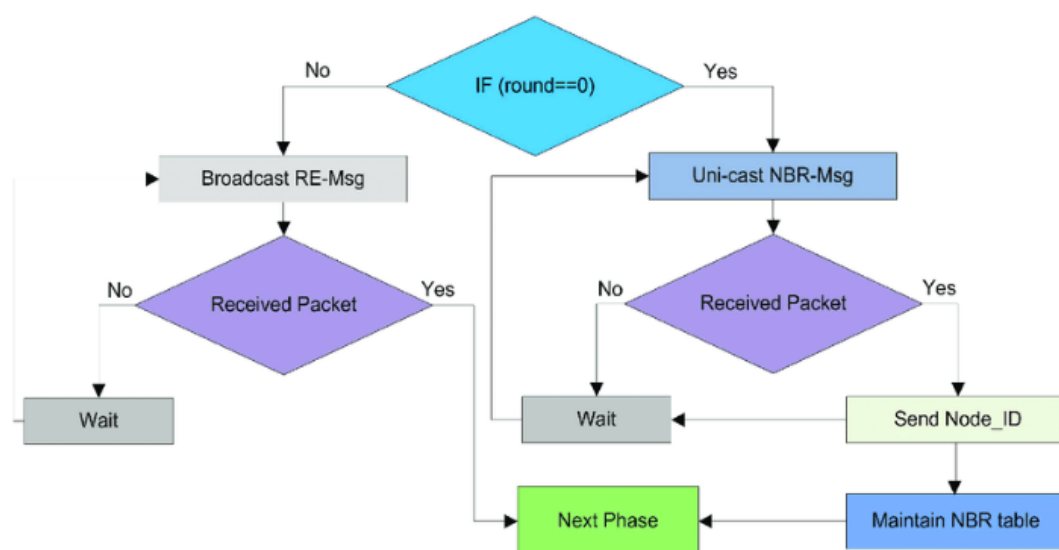 IF (round==0)
No
Yes
Broadcast RE-Msg
Uni-cast NBR-Msg
No
Received Packet
Yes
No
Received Packet
Yes
Wait
Wait
Send Node_ID
Next Phase
Maintain NBR table